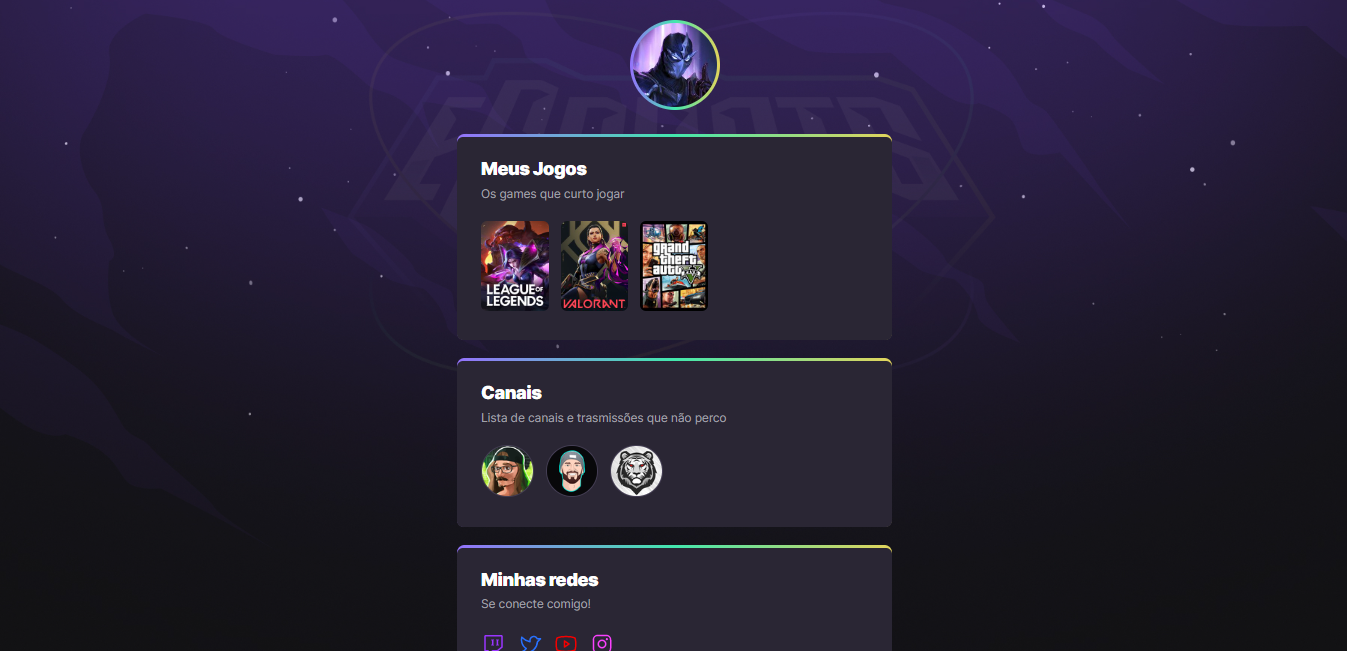 Meus Jogos
Os games que curto jogar
LEAGUE OF
LEGENDS
VALORANT
grand
theft
auto V
Canais
Lista de canais e trasmissões que não perco
Minhas redes
Se conecte comigo!